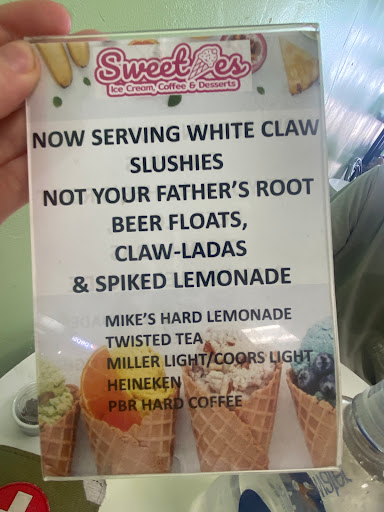 Sweeties
Ice Cream, Coffee & Desserts
NOW SERVING WHITE CLAW
SLUSHIES
NOT YOUR FATHER'S ROOT
BEER FLOATS,
CLAW-LADAS
& SPIKED LEMONADE
MIKE'S HARD LEMONADE
TWISTED TEA
MILLER LIGHT/COORS LIGHT
HEINEKEN
PBR HARD COFFEE